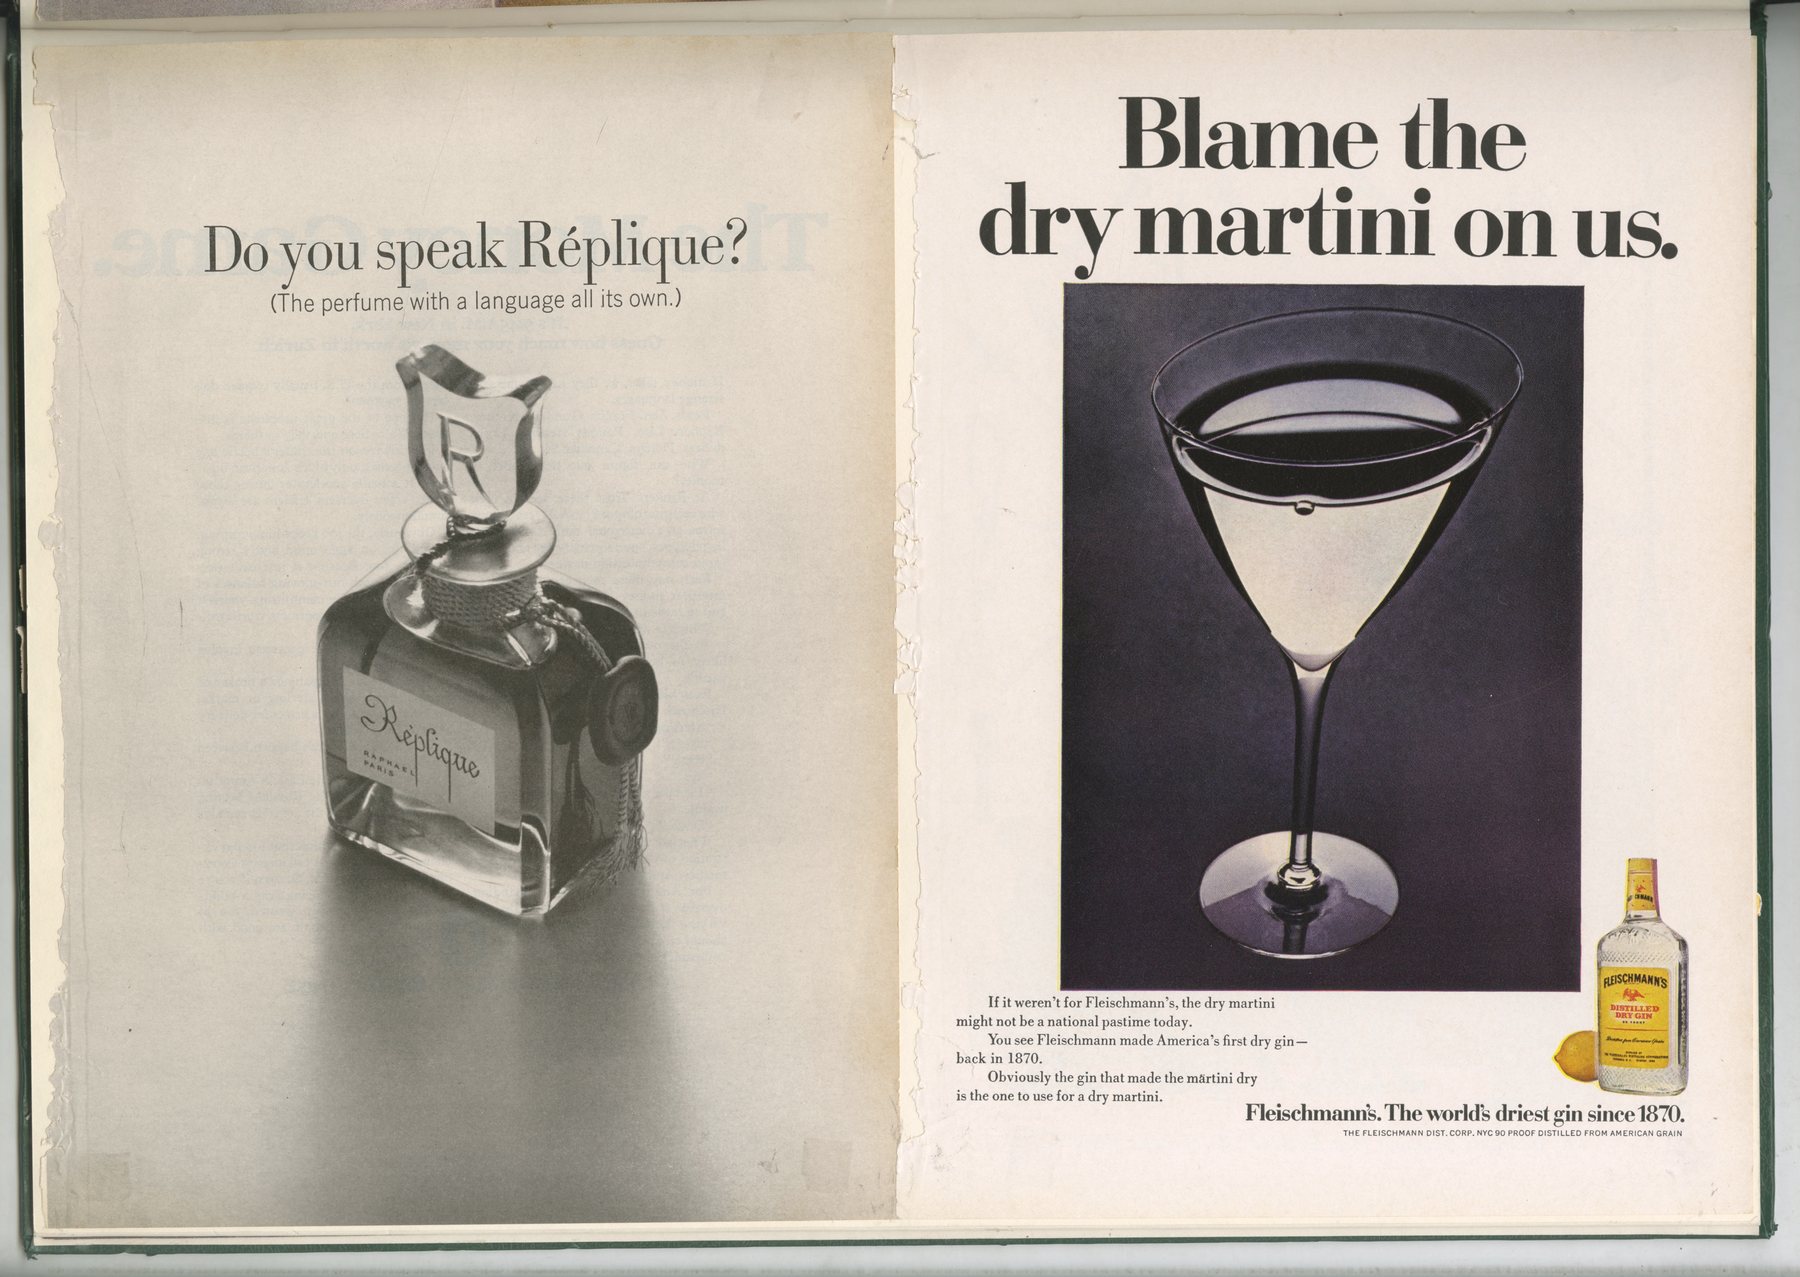 Do you speak Réplique?
(The perfume with a language all its own.)
R
Réplique
RAPHAEL
PARIS
Blame the
dry martini on us.
If it weren't for Fleischmann's, the dry martini
might not be a national pastime today.
You see Fleischmann made America's first dry gin—
back in 1870.
Obviously the gin that made the martini dry
is the one to use for a dry martini.
FLEISCHMANN'S
DISTILLED
DRY GIN
Fleischmann's. The world's driest gin since 1870.
THE FLEISCHMANN DIST. CORP. NYC 90 PROOF DISTILLED FROM AMERICAN GRAIN